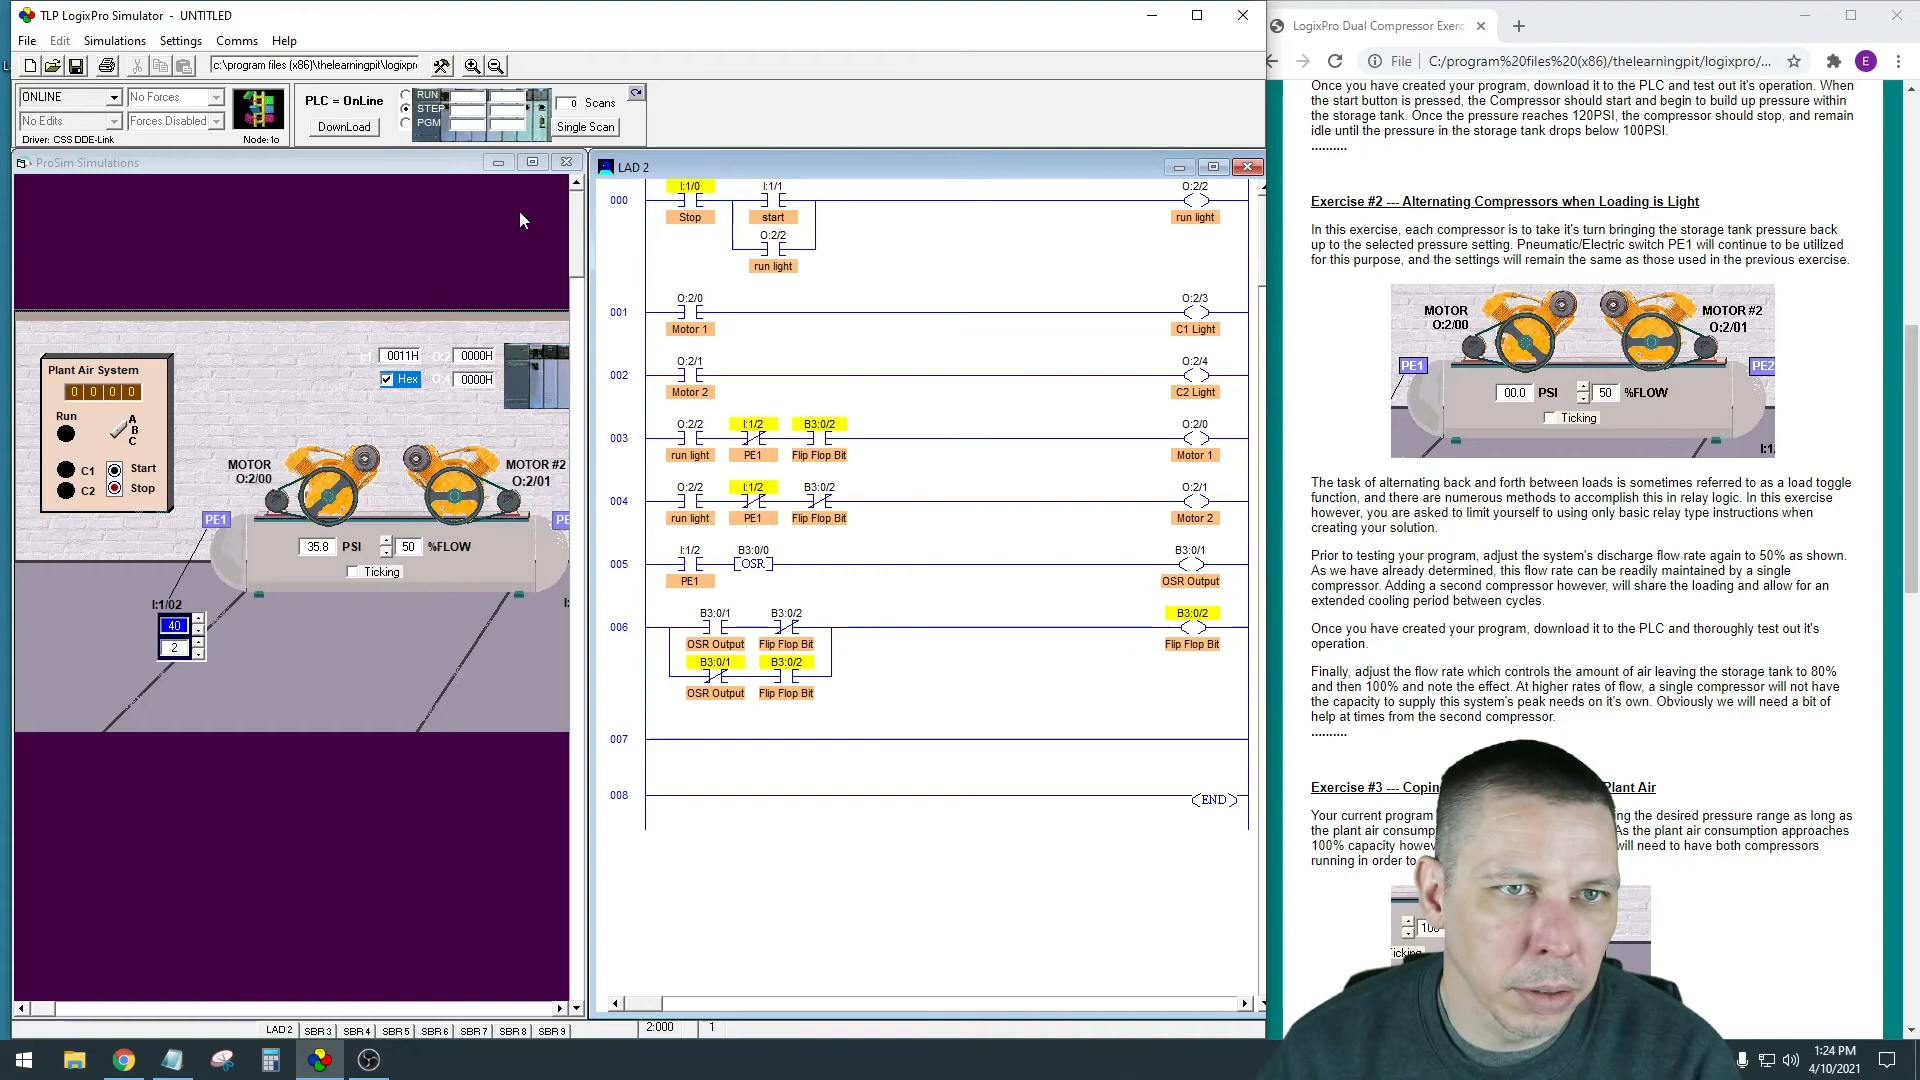 TLP LogixPro Simulator - UNTITLED
File Edit Simulations Settings Comms Help
c:\program files (x86)\thelearningpit\logixpro
ONLINE No Forces
No Edits Forces Disabled
Driver: CSS DDE-Link Node: 1o
PLC = OnLine
DownLoad
RUN
STEP
PGM
0 Scans
Single Scan
ProSim Simulations
Plant Air System
0 0 0 0
Run
A
B
C
C1 Start
C2 Stop
0011H 0000H
Hex 0000H
MOTOR
O:2/00
MOTOR #2
O:2/01
PE1
35.8 PSI 50 %FLOW
Ticking
I:1/02
40
2
LAD 2
000
I:1/0 I:1/1 O:2/2
Stop start run light
O:2/2
run light
001
O:2/0 O:2/3
Motor 1 C1 Light
002
O:2/1 O:2/4
Motor 2 C2 Light
003
O:2/2 I:1/2 B3:0/2 O:2/0
run light PE1 Flip Flop Bit Motor 1
004
O:2/2 I:1/2 B3:0/2 O:2/1
run light PE1 Flip Flop Bit Motor 2
005
I:1/2 B3:0/0 B3:0/1
OSR
PE1 OSR Output
006
B3:0/1 B3:0/2 B3:0/2
OSR Output Flip Flop Bit Flip Flop Bit
B3:0/1 B3:0/2
OSR Output Flip Flop Bit
007
008
END
LAD 2 SBR 3 SBR 4 SBR 5 SBR 6 SBR 7 SBR 8 SBR 9
2:000 1
LogixPro Dual Compressor Exerc
File C:/program%20files%20(x86)/thelearningpit/logixpro/...
E
Once you have created your program, download it to the PLC and test out it's operation. When
the start button is pressed, the Compressor should start and begin to build up pressure within
the storage tank. Once the pressure reaches 120PSI, the compressor should stop, and remain
idle until the pressure in the storage tank drops below 100PSI.
..........
Exercise #2 --- Alternating Compressors when Loading is Light
In this exercise, each compressor is to take it's turn bringing the storage tank pressure back
up to the selected pressure setting. Pneumatic/Electric switch PE1 will continue to be utilized
for this purpose, and the settings will remain the same as those used in the previous exercise.
MOTOR
O:2/00
MOTOR #2
O:2/01
PE1 PE2
00.0 PSI 50 %FLOW
Ticking
I:1
The task of alternating back and forth between loads is sometimes referred to as a load toggle
function, and there are numerous methods to accomplish this in relay logic. In this exercise
however, you are asked to limit yourself to using only basic relay type instructions when
creating your solution.
Prior to testing your program, adjust the system's discharge flow rate again to 50% as shown.
As we have already determined, this flow rate can be readily maintained by a single
compressor. Adding a second compressor however, will share the loading and allow for an
extended cooling period between cycles.
Once you have created your program, download it to the PLC and thoroughly test out it's
operation.
Finally, adjust the flow rate which controls the amount of air leaving the storage tank to 80%
and then 100% and note the effect. At higher rates of flow, a single compressor will not have
the capacity to supply this system's peak needs on it's own. Obviously we will need a bit of
help at times from the second compressor.
..........
Exercise #3 --- Plant Air
Your current program ng the desired pressure range as long as
the plant air As the plant air consumption approaches
100% capacity will need to have both compressors
running in order to
1:24 PM
4/10/2021